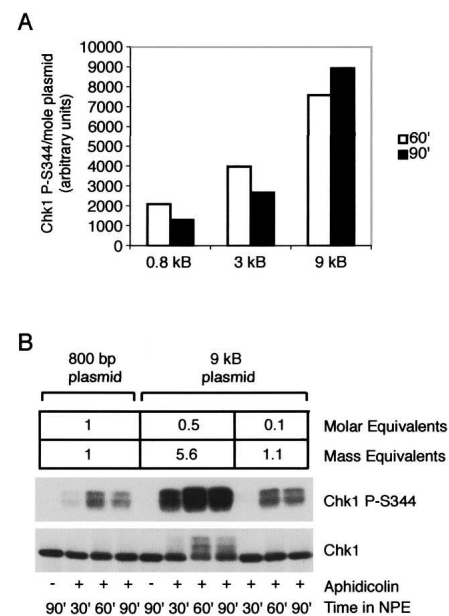 A
Chk1 P-S344/mole plasmid
(arbitrary units)
10000
9000
8000
7000
6000
5000
4000
3000
2000
1000
0
0.8 kB 3 kB 9 kB
60'
90'
B
800 bp plasmid
9 kB plasmid
1 0.5 0.1 Molar Equivalents
1 5.6 1.1 Mass Equivalents
Chk1 P-S344
Chk1
- + + + - + + + + + + Aphidicolin
90' 30' 60' 90' 90' 30' 60' 90' 30' 60' 90' Time in NPE